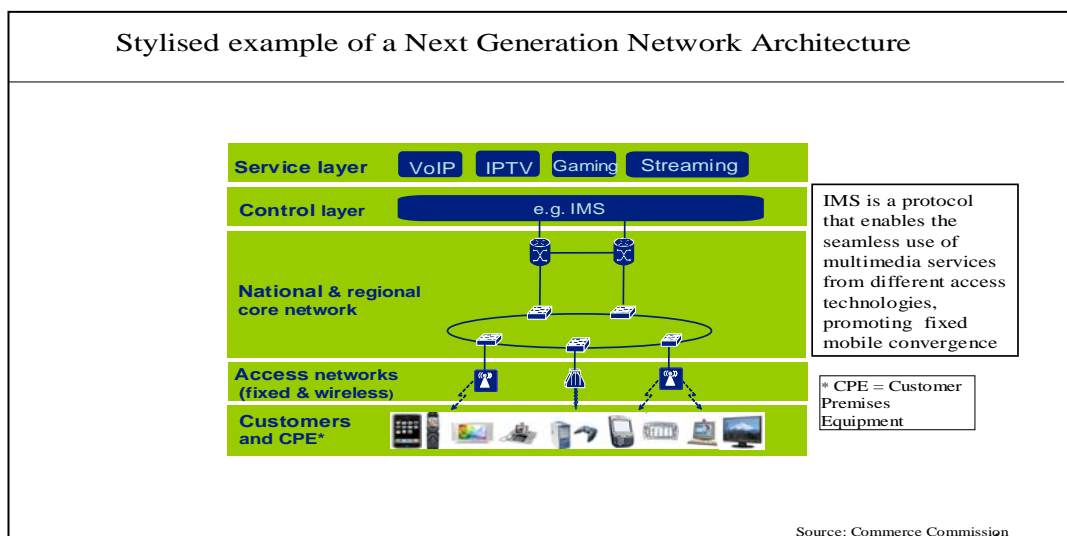 Stylised example of a Next Generation Network Architecture
Service layer
VoIP IPTV Gaming Streaming
Control layer
e.g. IMS
National & regional
core network
Access networks
(fixed & wireless)
Customers
and CPE*
IMS is a protocol
that enables the
seamless use of
multimedia services
from different access
technologies,
promoting fixed
mobile convergence
* CPE = Customer
Premises
Equipment
Source: Commerce Commission